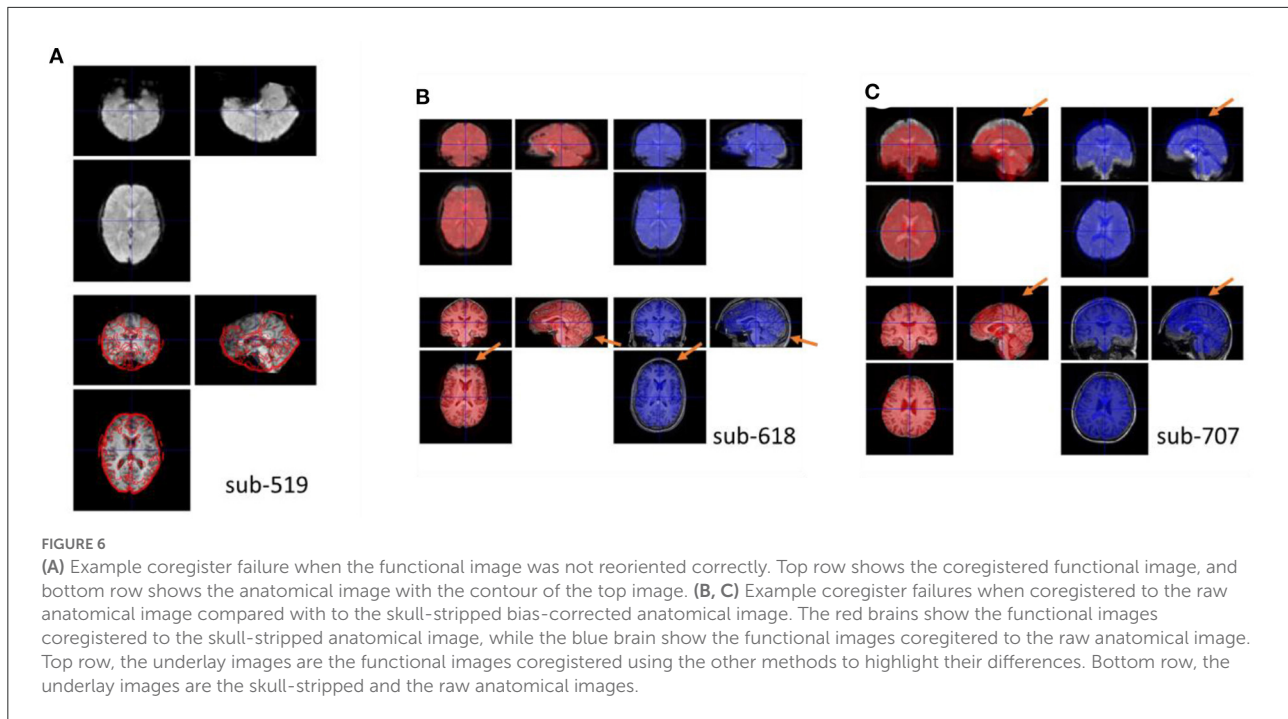 A
B
C
sub-519
sub-618
sub-707
FIGURE 6
(A) Example coregister failure when the functional image was not reoriented correctly. Top row shows the coregistered functional image, and
bottom row shows the anatomical image with the contour of the top image. (B, C) Example coregister failures when coregistered to the raw
anatomical image compared with to the skull-stripped bias-corrected anatomical image. The red brains show the functional images
coregistered to the skull-stripped anatomical image, while the blue brain show the functional images coregitered to the raw anatomical image.
Top row, the underlay images are the functional images coregistered using the other methods to highlight their differences. Bottom row, the
underlay images are the skull-stripped and the raw anatomical images.